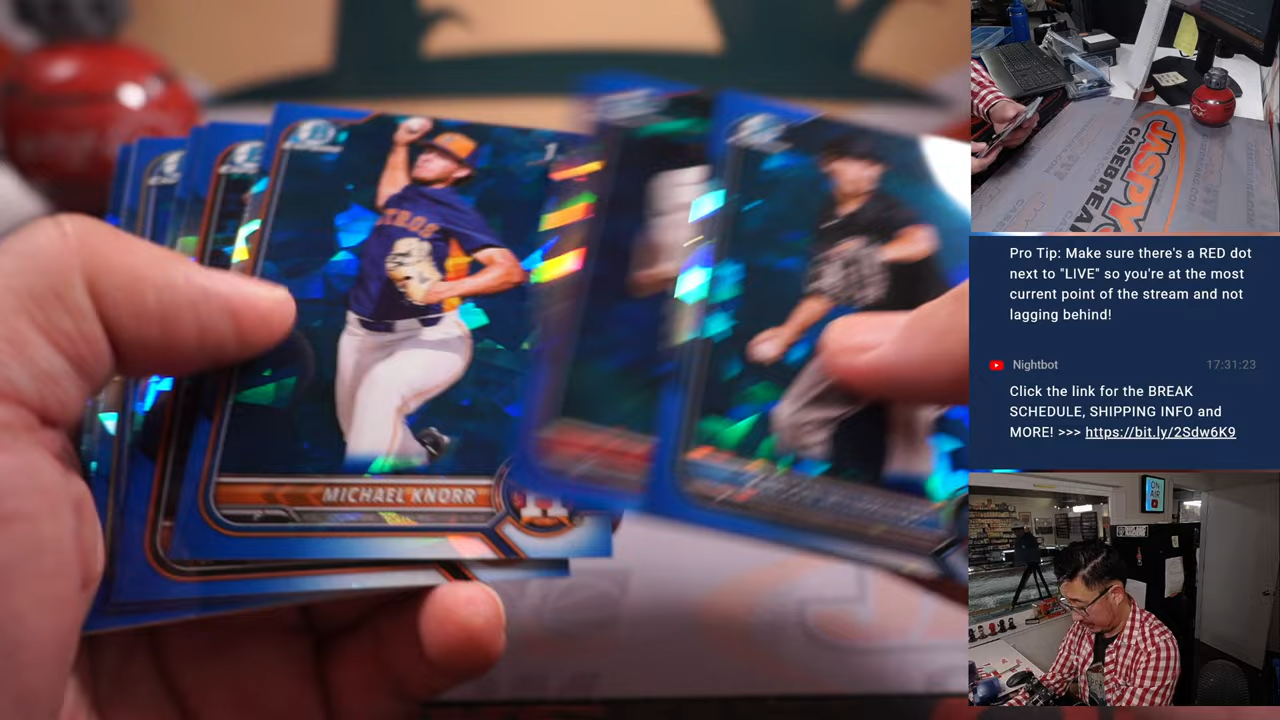 MICHAEL KNORR
JASPY'S
CASEBREAK
Pro Tip: Make sure there's a RED dot
next to "LIVE" so you're at the most
current point of the stream and not
lagging behind!
Nightbot
17:31:23
Click the link for the BREAK
SCHEDULE, SHIPPING INFO and
MORE! >>> https://bit.ly/2Sdw6K9
ON
AIR